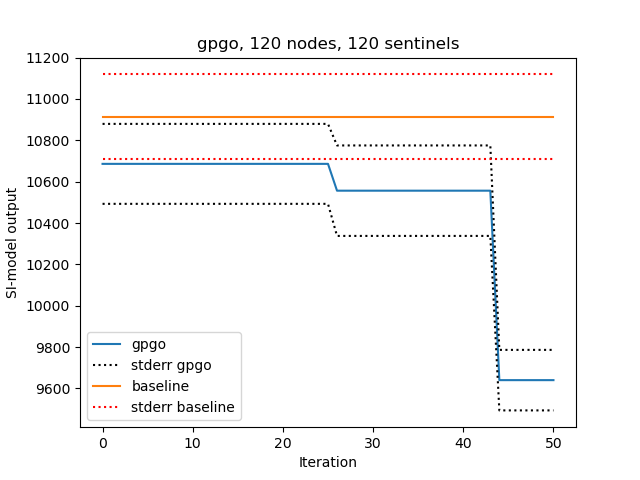 gpgo, 120 nodes, 120 sentinels
11200
11000
10800
10600
10400
10200
10000
9800
9600
SI-model output
gpgo
stderr gpgo
baseline
stderr baseline
0 10 20 30 40 50
Iteration